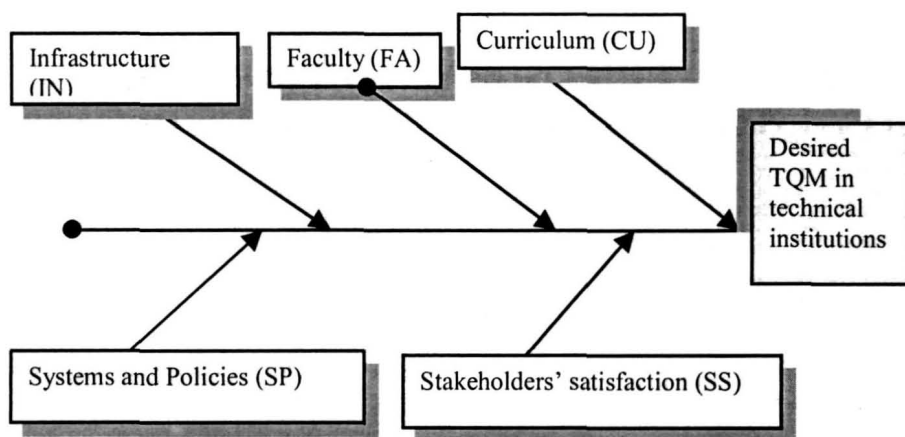 Infrastructure
(IN)
Faculty (FA)
Curriculum (CU)
Desired
TQM in
technical
institutions
Systems and Policies (SP)
Stakeholders’ satisfaction (SS)